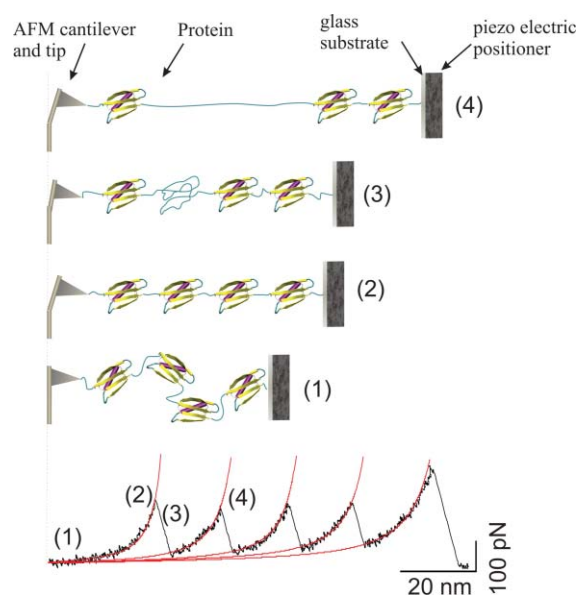 AFM cantilever
and tip
Protein
glass
substrate
piezo electric
positioner
(4)
(3)
(2)
(1)
(1)
(2)
(3)
(4)
20 nm
100 pN